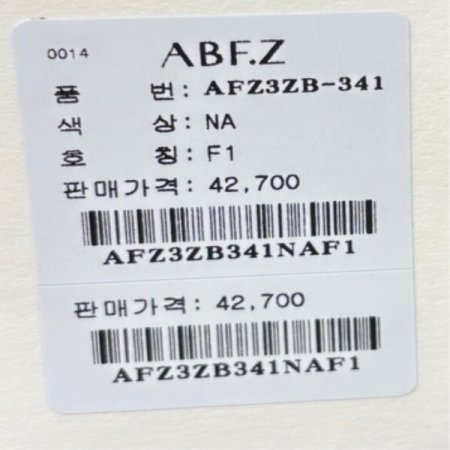 0014 ABF.Z
품 번: AFZ3ZB-341
색 상: NA
호 칭: F1
판매가격: 42,700
AFZ3ZB341NAF1
판매가격: 42,700
AFZ3ZB341NAF1